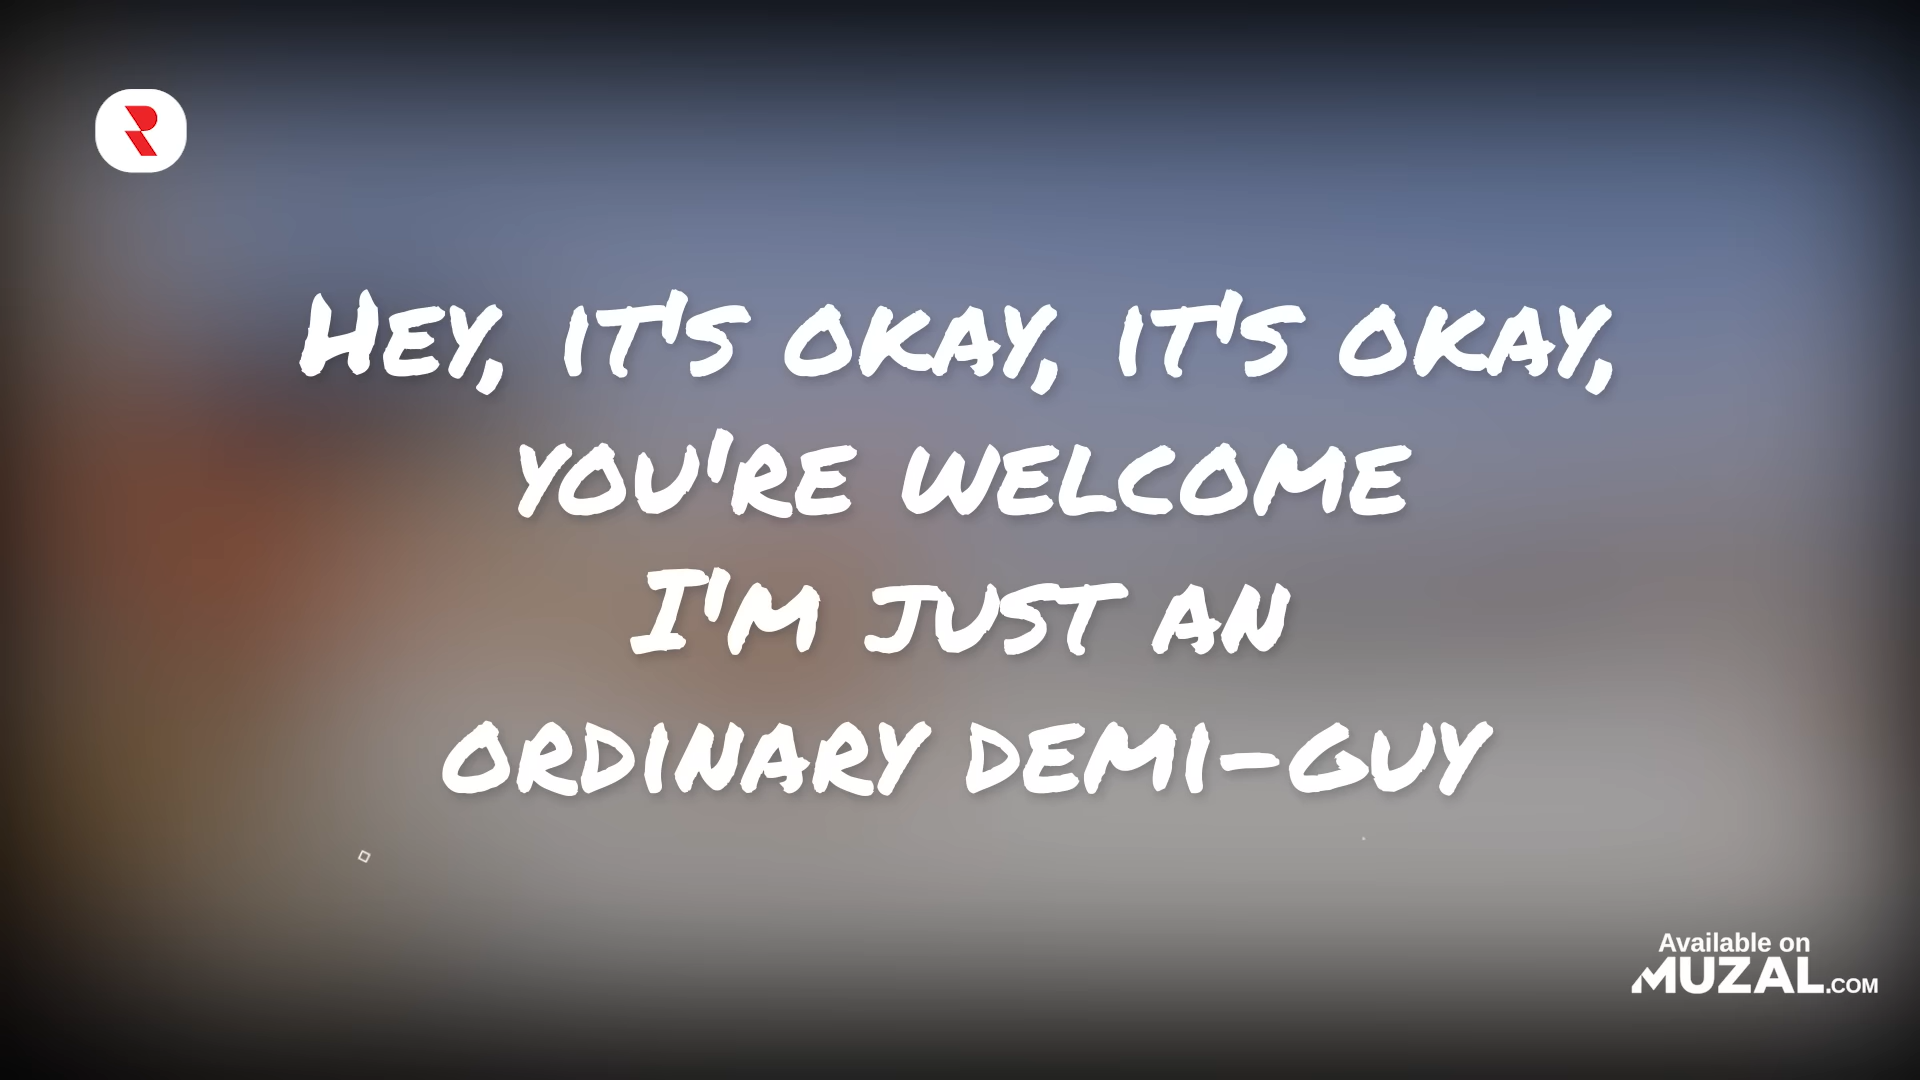 Hey, it's okay, it's okay,
you're welcome
I'm just an
ordinary demi-guy
Available on
MUZAL.COM